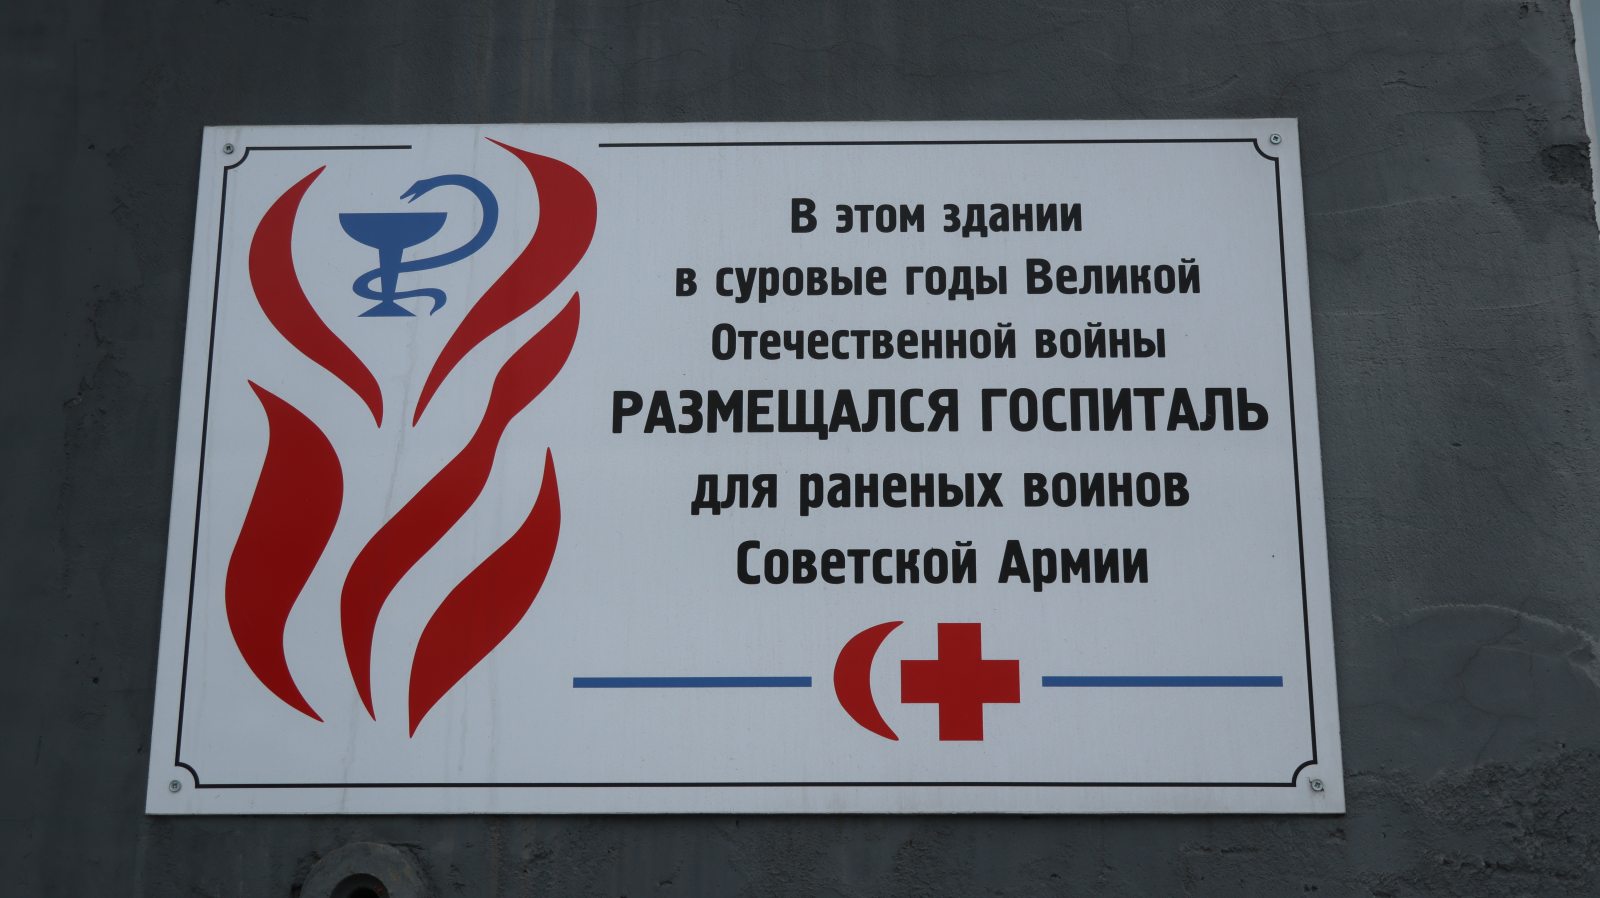 В этом здании
в суровые годы Великой
Отечественной войны
РАЗМЕЩАЛСЯ ГОСПИТАЛЬ
для раненых воинов
Советской Армии